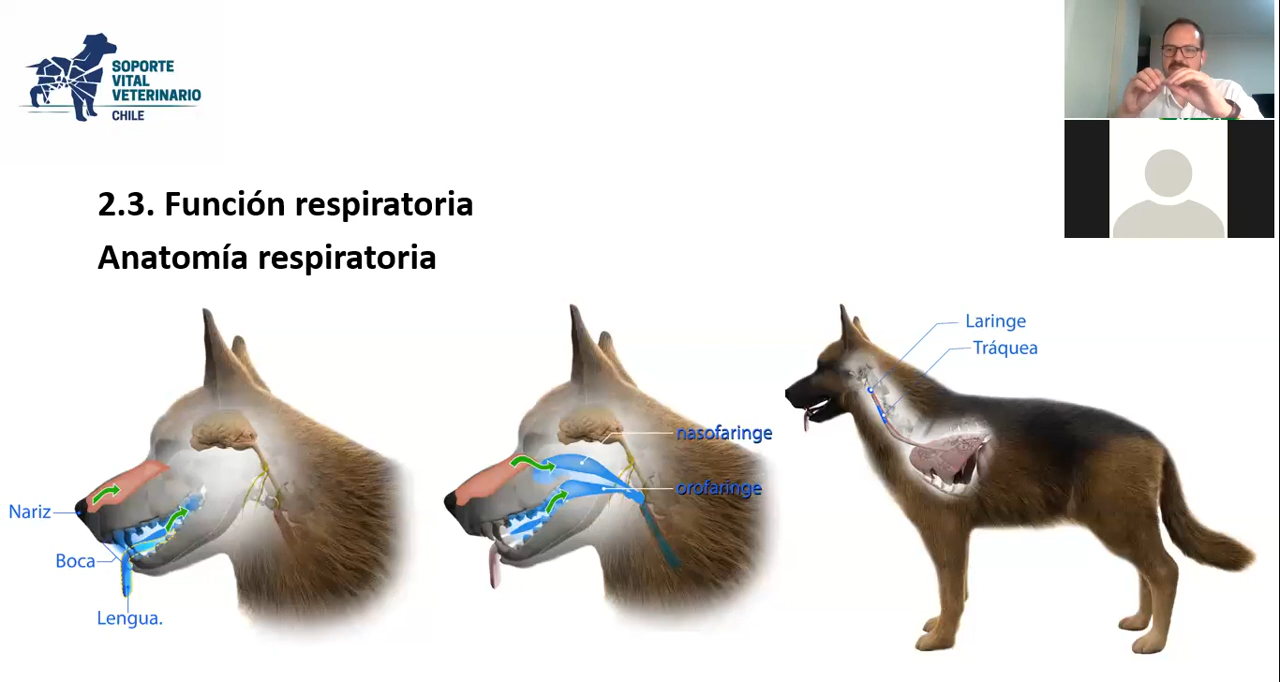 SOPORTE
VITAL
VETERINARIO
CHILE
2.3. Función respiratoria
Anatomía respiratoria
Nariz
Boca
Lengua.
nasofaringe
orofaringe
Laringe
Tráquea